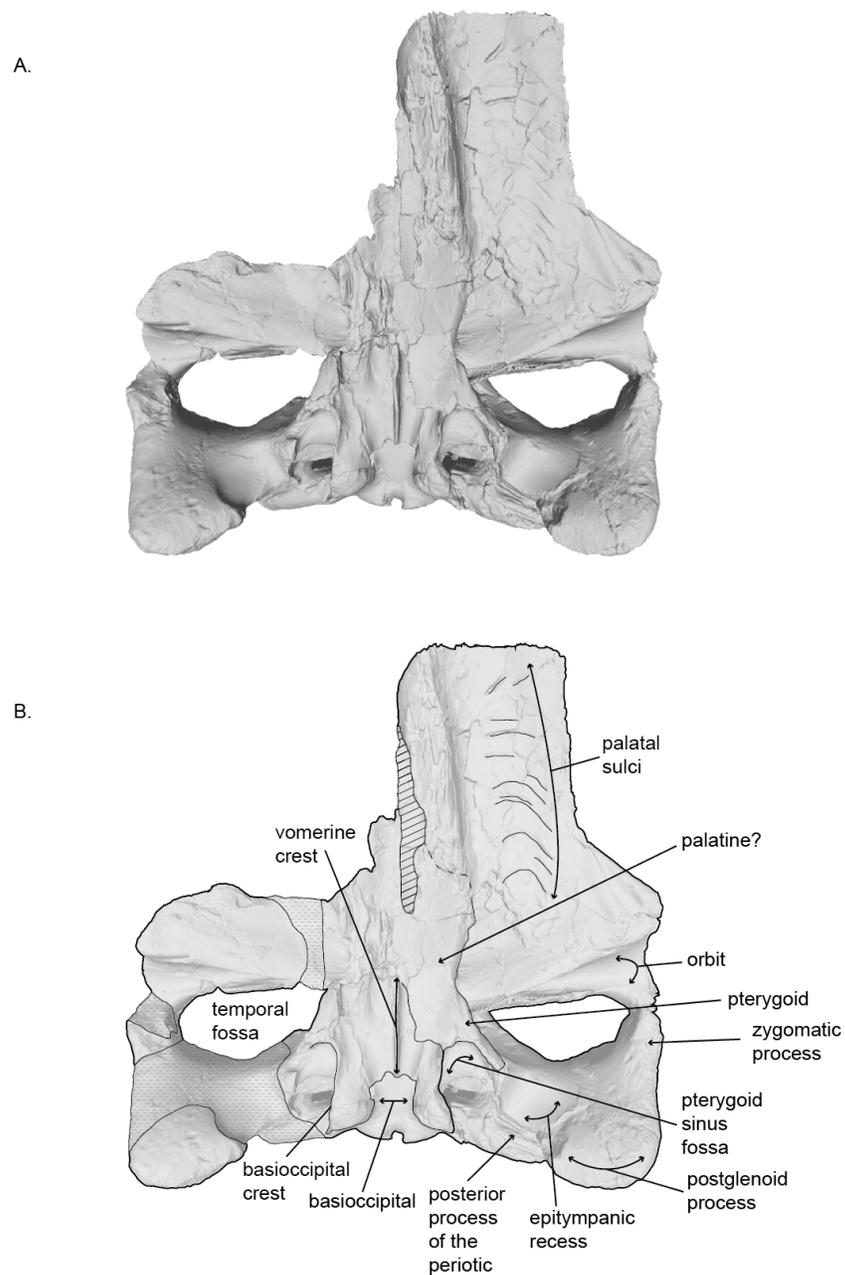 A.
B.
palatal
sulci
vomerine
crest
palatine?
orbit
pterygoid
temporal
fossa
zygomatic
process
pterygoid
sinus
fossa
basioccipital
crest
basioccipital
posterior
process
of the
periotic
epitympanic
recess
postglenoid
process